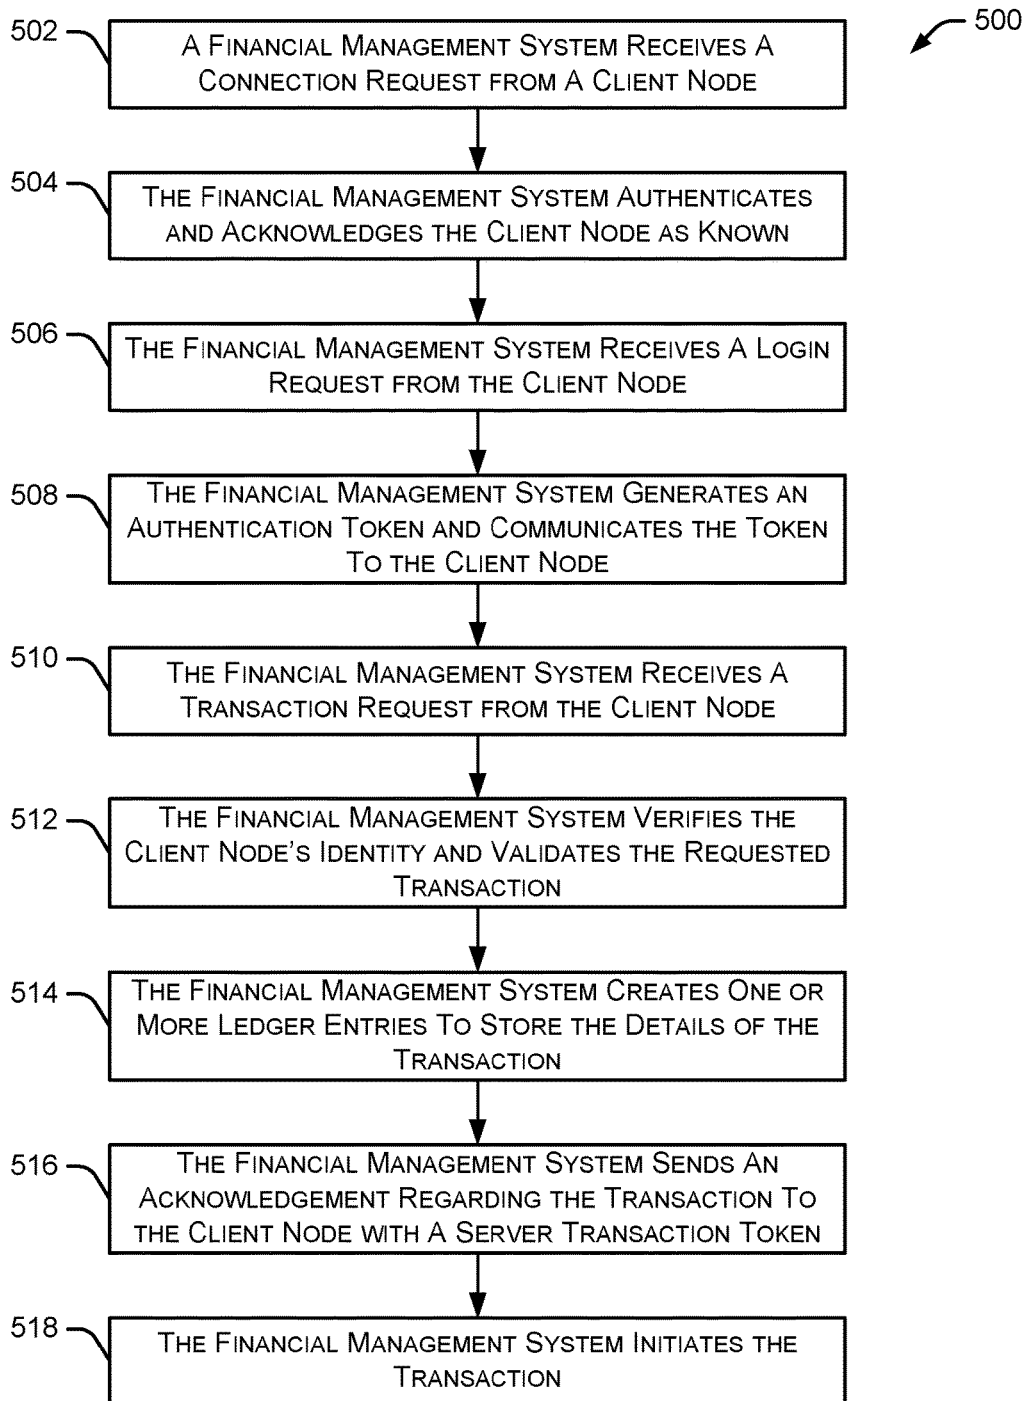 500
502
A Financial Management System Receives A
Connection Request from A Client Node
504
The Financial Management System Authenticates
and Acknowledges the Client Node as Known
506
The Financial Management System Receives A Login
Request from the Client Node
508
The Financial Management System Generates an
Authentication Token and Communicates the Token
To the Client Node
510
The Financial Management System Receives A
Transaction Request from the Client Node
512
The Financial Management System Verifies the
Client Node's Identity and Validates the Requested
Transaction
514
The Financial Management System Creates One or
More Ledger Entries To Store the Details of the
Transaction
516
The Financial Management System Sends An
Acknowledgement Regarding the Transaction To
the Client Node with A Server Transaction Token
518
The Financial Management System Initiates the
Transaction